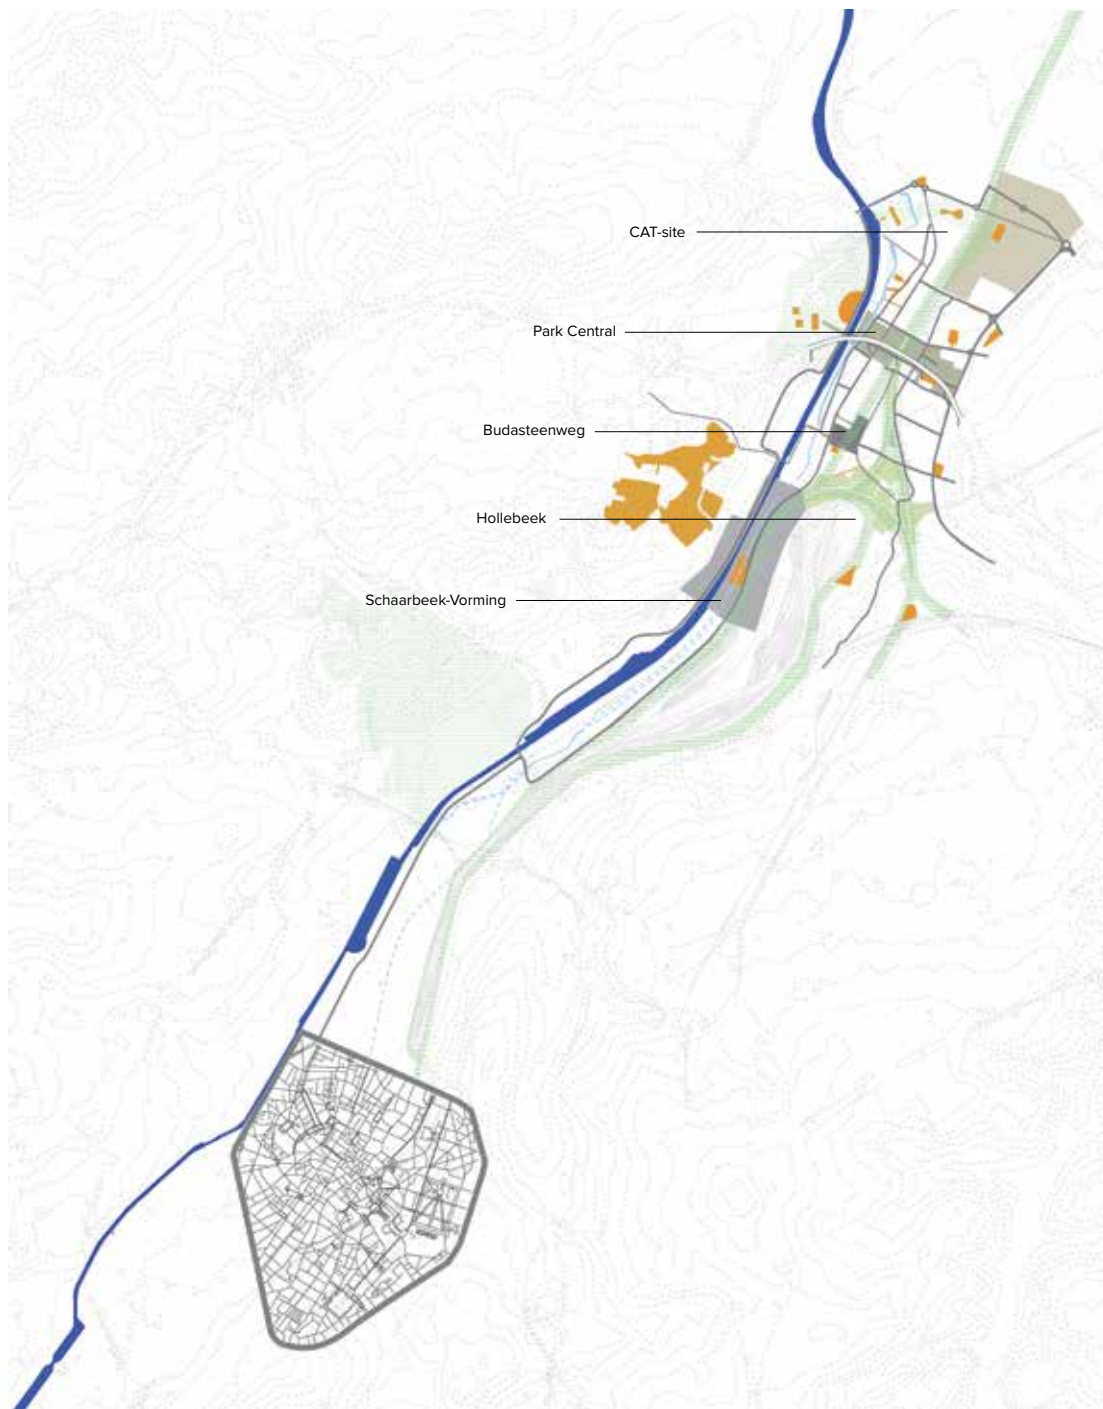 CAT-site
Park Central
Budasteenweg
Hollebeek
Schaarbeek-Vorming